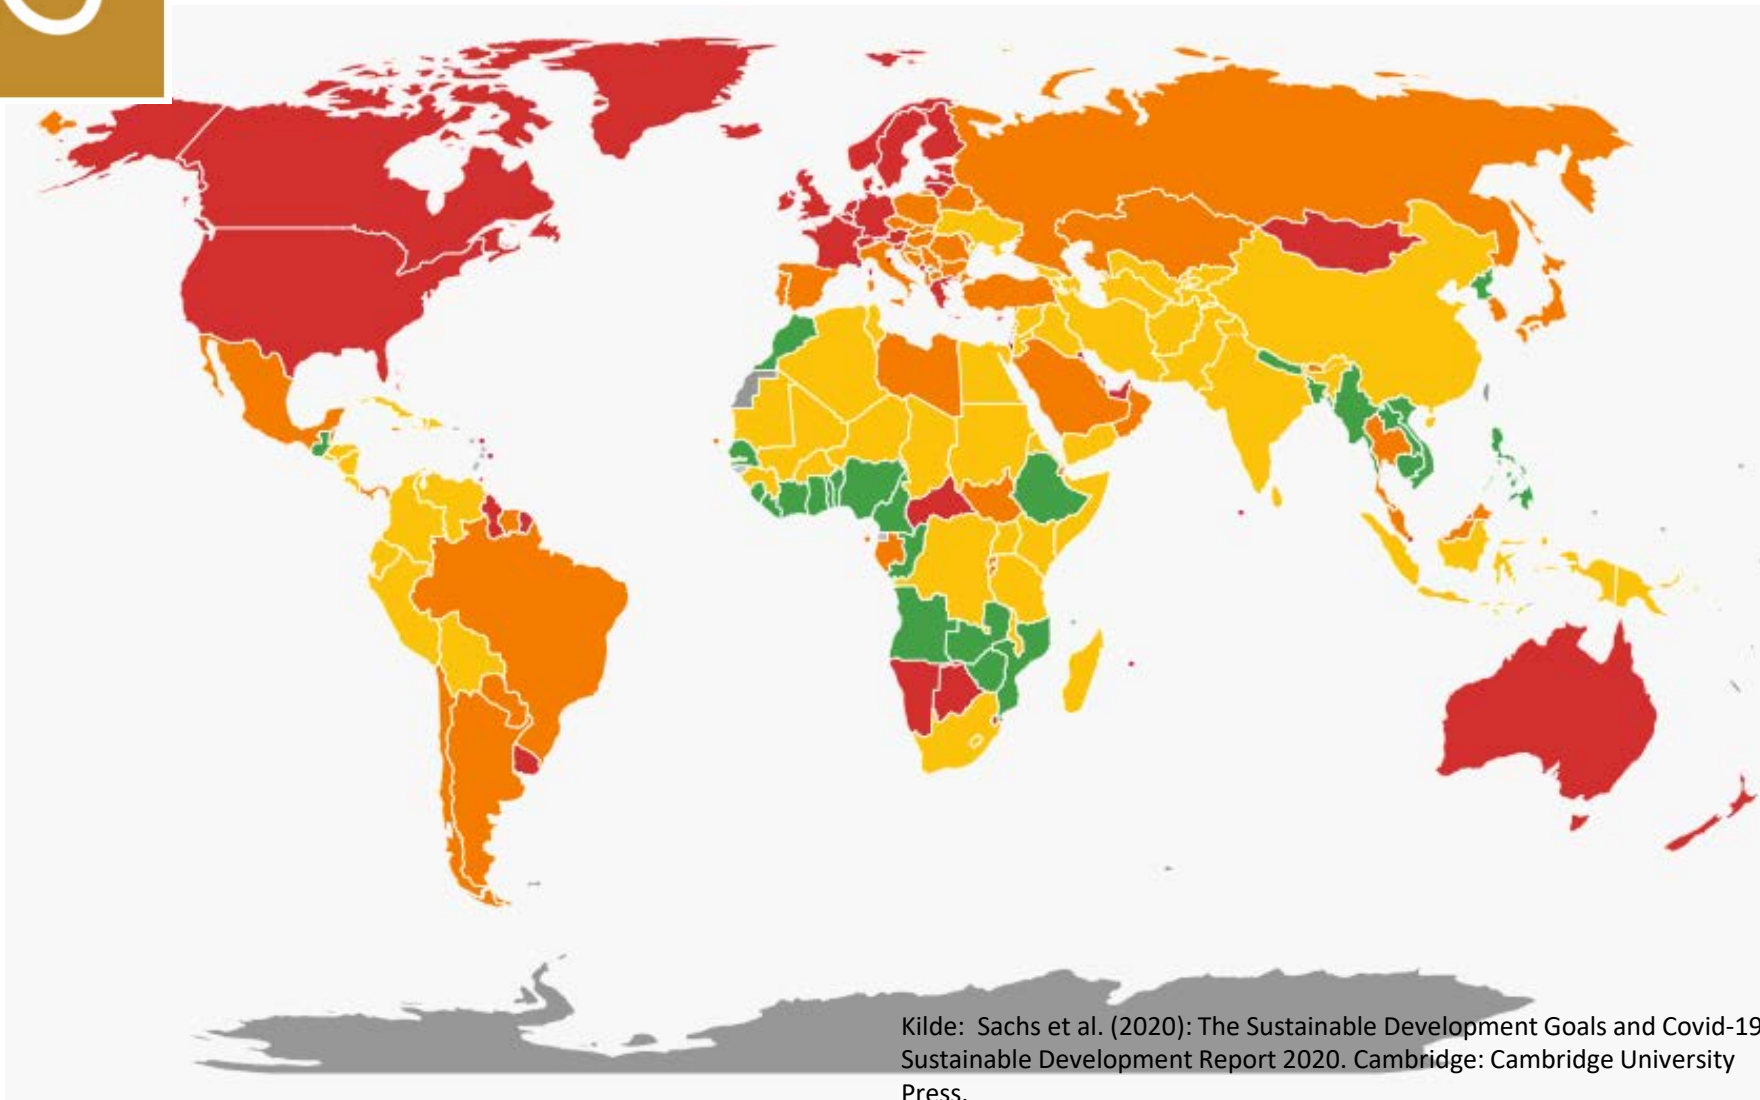 Kilde:  Sachs et al. (2020): The Sustainable Development Goals and Covid-19
Sustainable Development Report 2020. Cambridge: Cambridge University
Press.